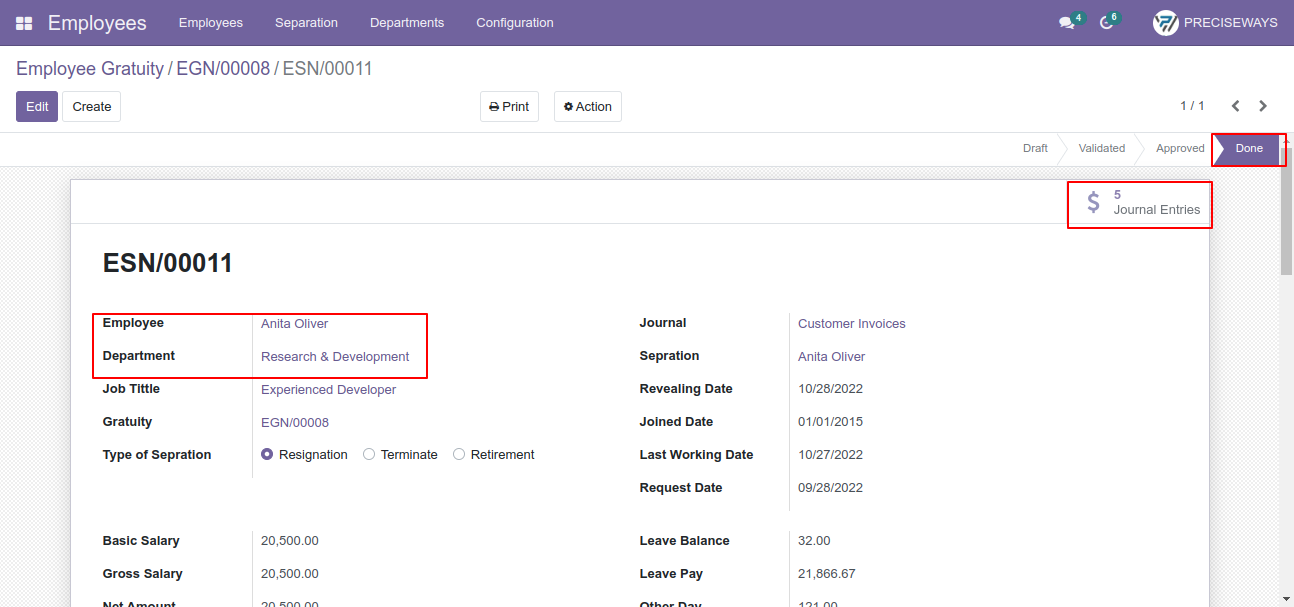 Employees Employees Separation Departments Configuration 4 6 PRECISEWAYS
Employee Gratuity / EGN/00008 / ESN/00011
Edit Create Print Action 1 / 1
Draft Validated Approved Done
5
Journal Entries
ESN/00011
Employee Anita Oliver
Department Research & Development
Job Tittle Experienced Developer
Gratuity EGN/00008
Type of Sepration Resignation Terminate Retirement
Journal Customer Invoices
Sepration Anita Oliver
Revealing Date 10/28/2022
Joined Date 01/01/2015
Last Working Date 10/27/2022
Request Date 09/28/2022
Basic Salary 20,500.00
Gross Salary 20,500.00
Net Amount 20,500.00
Leave Balance 32.00
Leave Pay 21,866.67
Other Day 121.00